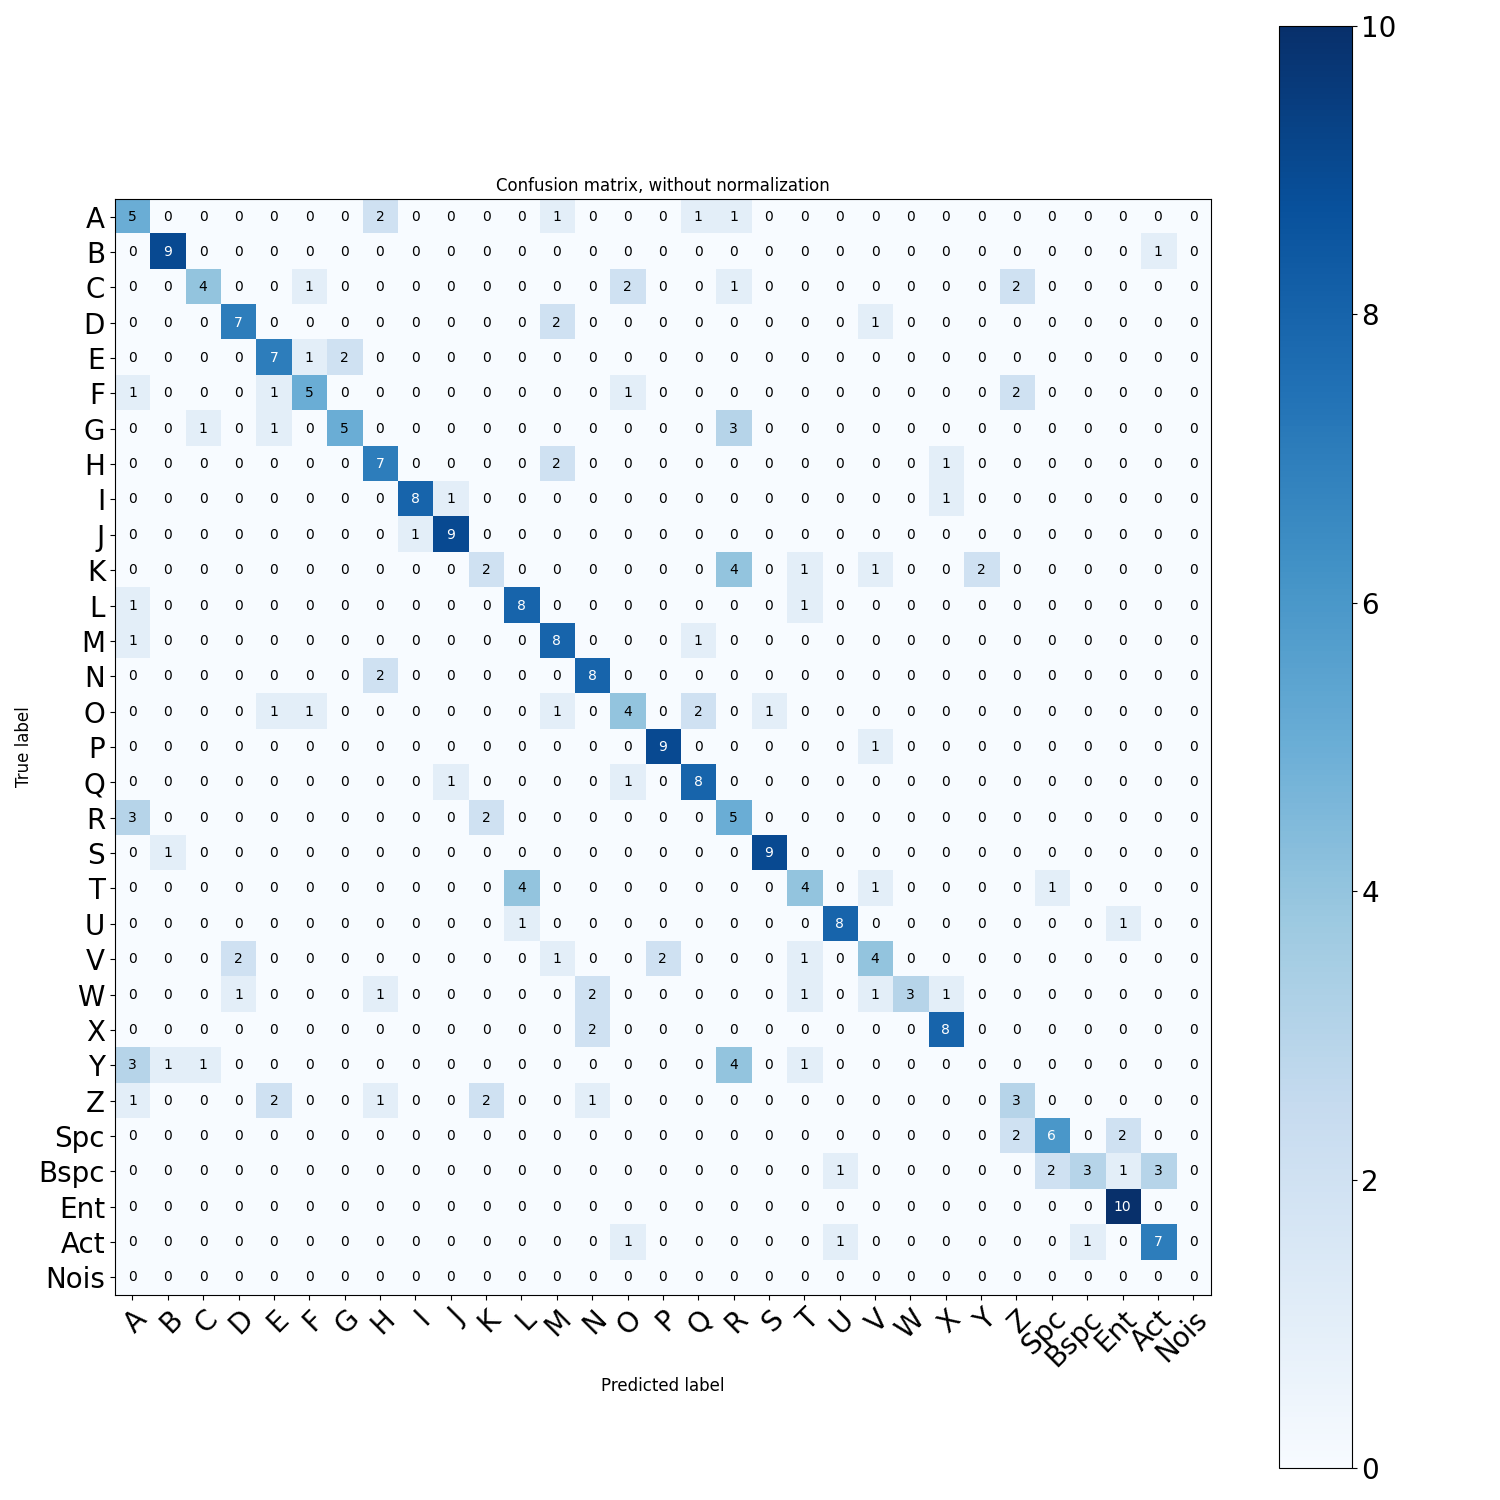 Confusion matrix, without normalization
A 5 0 0 0 0 0 0 2 0 0 0 0 1 0 0 0 1 1 0 0 0 0 0 0 0 0 0 0 0 0 0
B 0 9 0 0 0 0 0 0 0 0 0 0 0 0 0 0 0 0 0 0 0 0 0 0 0 0 0 0 0 1 0
C 0 0 4 0 0 1 0 0 0 0 0 0 0 0 2 0 0 1 0 0 0 0 0 0 0 2 0 0 0 0 0
D 0 0 0 7 0 0 0 0 0 0 0 0 2 0 0 0 0 0 0 0 0 1 0 0 0 0 0 0 0 0 0
E 0 0 0 0 7 1 2 0 0 0 0 0 0 0 0 0 0 0 0 0 0 0 0 0 0 0 0 0 0 0 0
F 1 0 0 0 1 5 0 0 0 0 0 0 0 0 1 0 0 0 0 0 0 0 0 0 0 2 0 0 0 0 0
G 0 0 1 0 1 0 5 0 0 0 0 0 0 0 0 0 0 3 0 0 0 0 0 0 0 0 0 0 0 0 0
H 0 0 0 0 0 0 0 7 0 0 0 0 2 0 0 0 0 0 0 0 0 0 0 1 0 0 0 0 0 0 0
I 0 0 0 0 0 0 0 0 8 1 0 0 0 0 0 0 0 0 0 0 0 0 0 1 0 0 0 0 0 0 0
J 0 0 0 0 0 0 0 0 1 9 0 0 0 0 0 0 0 0 0 0 0 0 0 0 0 0 0 0 0 0 0
K 0 0 0 0 0 0 0 0 0 0 2 0 0 0 0 0 0 4 0 1 0 1 0 0 2 0 0 0 0 0 0
L 1 0 0 0 0 0 0 0 0 0 0 8 0 0 0 0 0 0 0 1 0 0 0 0 0 0 0 0 0 0 0
M 1 0 0 0 0 0 0 0 0 0 0 0 8 0 0 0 1 0 0 0 0 0 0 0 0 0 0 0 0 0 0
N 0 0 0 0 0 0 0 2 0 0 0 0 0 8 0 0 0 0 0 0 0 0 0 0 0 0 0 0 0 0 0
O 0 0 0 0 1 1 0 0 0 0 0 0 1 0 4 0 2 0 1 0 0 0 0 0 0 0 0 0 0 0 0
P 0 0 0 0 0 0 0 0 0 0 0 0 0 0 0 9 0 0 0 0 0 1 0 0 0 0 0 0 0 0 0
Q 0 0 0 0 0 0 0 0 0 1 0 0 0 0 1 0 8 0 0 0 0 0 0 0 0 0 0 0 0 0 0
R 3 0 0 0 0 0 0 0 0 0 2 0 0 0 0 0 0 5 0 0 0 0 0 0 0 0 0 0 0 0 0
S 0 1 0 0 0 0 0 0 0 0 0 0 0 0 0 0 0 0 9 0 0 0 0 0 0 0 0 0 0 0 0
T 0 0 0 0 0 0 0 0 0 0 0 4 0 0 0 0 0 0 0 4 0 1 0 0 0 0 1 0 0 0 0
U 0 0 0 0 0 0 0 0 0 0 0 1 0 0 0 0 0 0 0 0 8 0 0 0 0 0 0 0 1 0 0
V 0 0 0 2 0 0 0 0 0 0 0 0 1 0 0 2 0 0 0 1 0 4 0 0 0 0 0 0 0 0 0
W 0 0 0 1 0 0 0 1 0 0 0 0 0 2 0 0 0 0 0 1 0 1 3 1 0 0 0 0 0 0 0
X 0 0 0 0 0 0 0 0 0 0 0 0 0 2 0 0 0 0 0 0 0 0 0 8 0 0 0 0 0 0 0
Y 3 1 1 0 0 0 0 0 0 0 0 0 0 0 0 0 0 4 0 1 0 0 0 0 0 0 0 0 0 0 0
Z 1 0 0 0 2 0 0 1 0 0 2 0 0 1 0 0 0 0 0 0 0 0 0 0 0 3 0 0 0 0 0
Spc 0 0 0 0 0 0 0 0 0 0 0 0 0 0 0 0 0 0 0 0 0 0 0 0 0 2 6 0 2 0 0
Bspc 0 0 0 0 0 0 0 0 0 0 0 0 0 0 0 0 0 0 0 0 1 0 0 0 0 0 2 3 1 3 0
Ent 0 0 0 0 0 0 0 0 0 0 0 0 0 0 0 0 0 0 0 0 0 0 0 0 0 0 0 0 10 0 0
Act 0 0 0 0 0 0 0 0 0 0 0 0 0 0 1 0 0 0 0 0 1 0 0 0 0 0 0 1 0 7 0
Nois 0 0 0 0 0 0 0 0 0 0 0 0 0 0 0 0 0 0 0 0 0 0 0 0 0 0 0 0 0 0 0
A B C D E F G H I J K L M N O P Q R S T U V W X Y Z Spc Bspc Ent Act Nois
Predicted label
True label
10
8
6
4
2
0